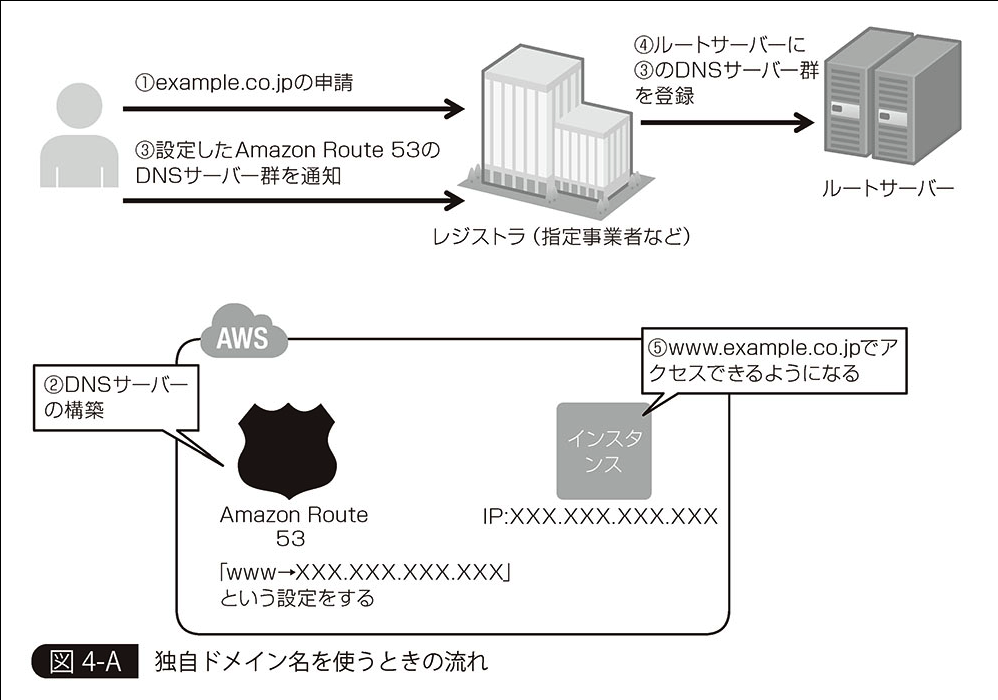 ①example.co.jpの申請
③設定したAmazon Route 53の
DNSサーバー群を通知
レジストラ（指定事業者など）
④ルートサーバーに
③のDNSサーバー群
を登録
ルートサーバー
AWS
②DNSサーバー
の構築
Amazon Route
53
「www→XXX.XXX.XXX.XXX」
という設定をする
⑤www.example.co.jpでア
クセスできるようになる
インスタ
ンス
IP:XXX.XXX.XXX.XXX
図 4-A 独自ドメイン名を使うときの流れ